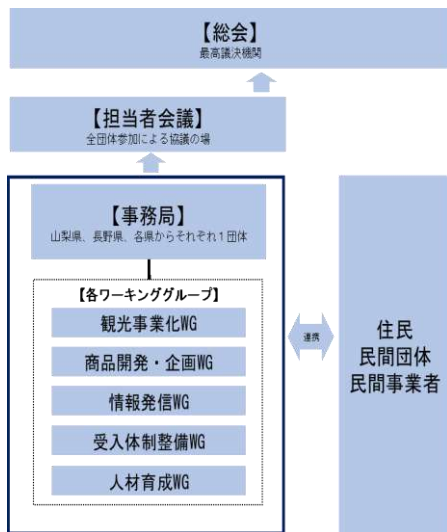 【総会】
最高議決機関
【担当者会議】
全団体参加による協議の場
【事務局】
山梨県、長野県、各県からそれぞれ1団体
【各ワーキンググループ】
観光事業化WG
商品開発・企画WG
情報発信WG
受入体制整備WG
人材育成WG
連携
住民
民間団体
民間事業者